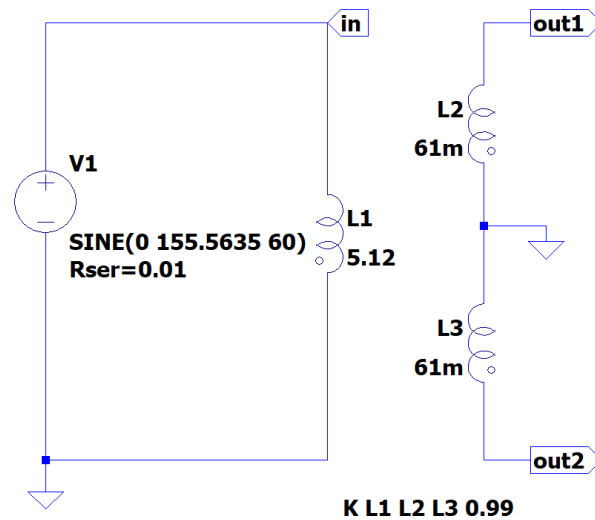 in
out1
L2
61m
V1
L1
SINE(0 155.5635 60)
5.12
Rser=0.01
L3
61m
out2
K L1 L2 L3 0.99